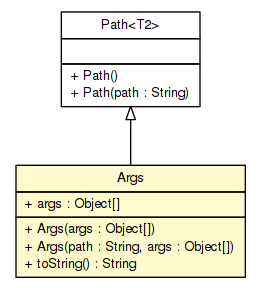 Path<T2>
+ Path()
+ Path(path : String)
Args
+ args : Object[]
+ Args(args : Object[])
+ Args(path : String, args : Object[])
+ toString() : String